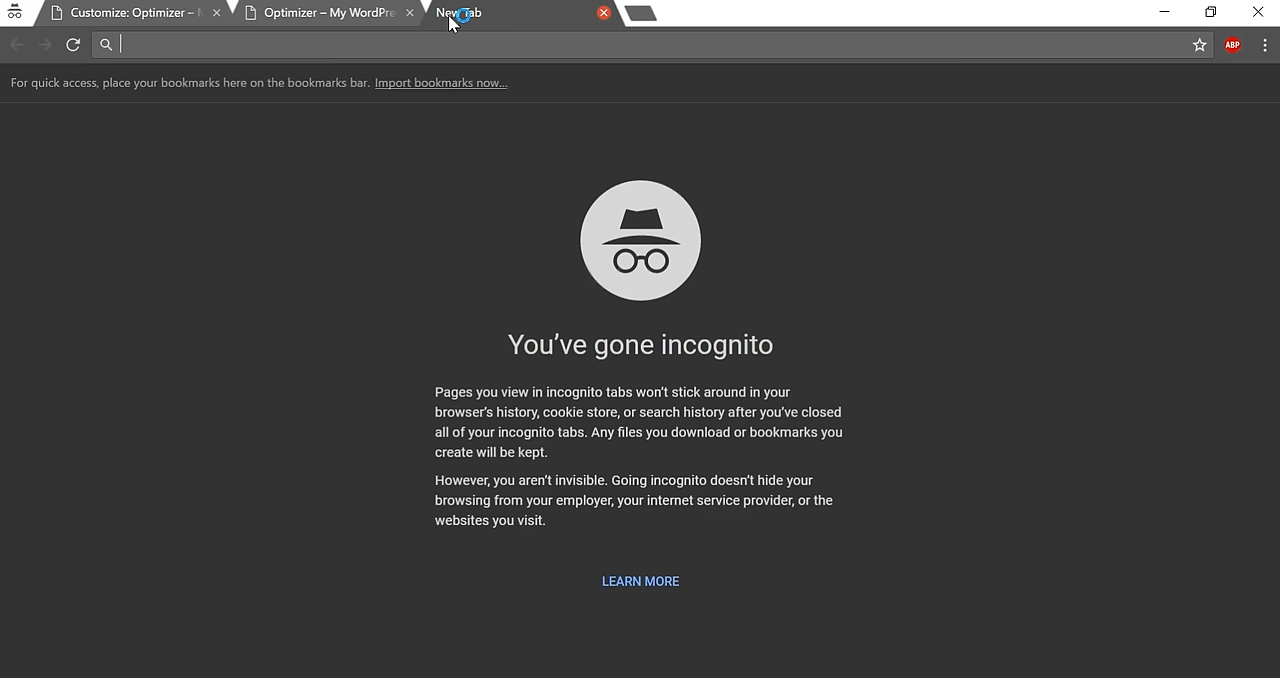 Customize: Optimizer –
Optimizer – My WordPre
New Tab
ABP
For quick access, place your bookmarks here on the bookmarks bar. Import bookmarks now...
You've gone incognito
Pages you view in incognito tabs won't stick around in your
browser's history, cookie store, or search history after you've closed
all of your incognito tabs. Any files you download or bookmarks you
create will be kept.
However, you aren't invisible. Going incognito doesn't hide your
browsing from your employer, your internet service provider, or the
websites you visit.
LEARN MORE